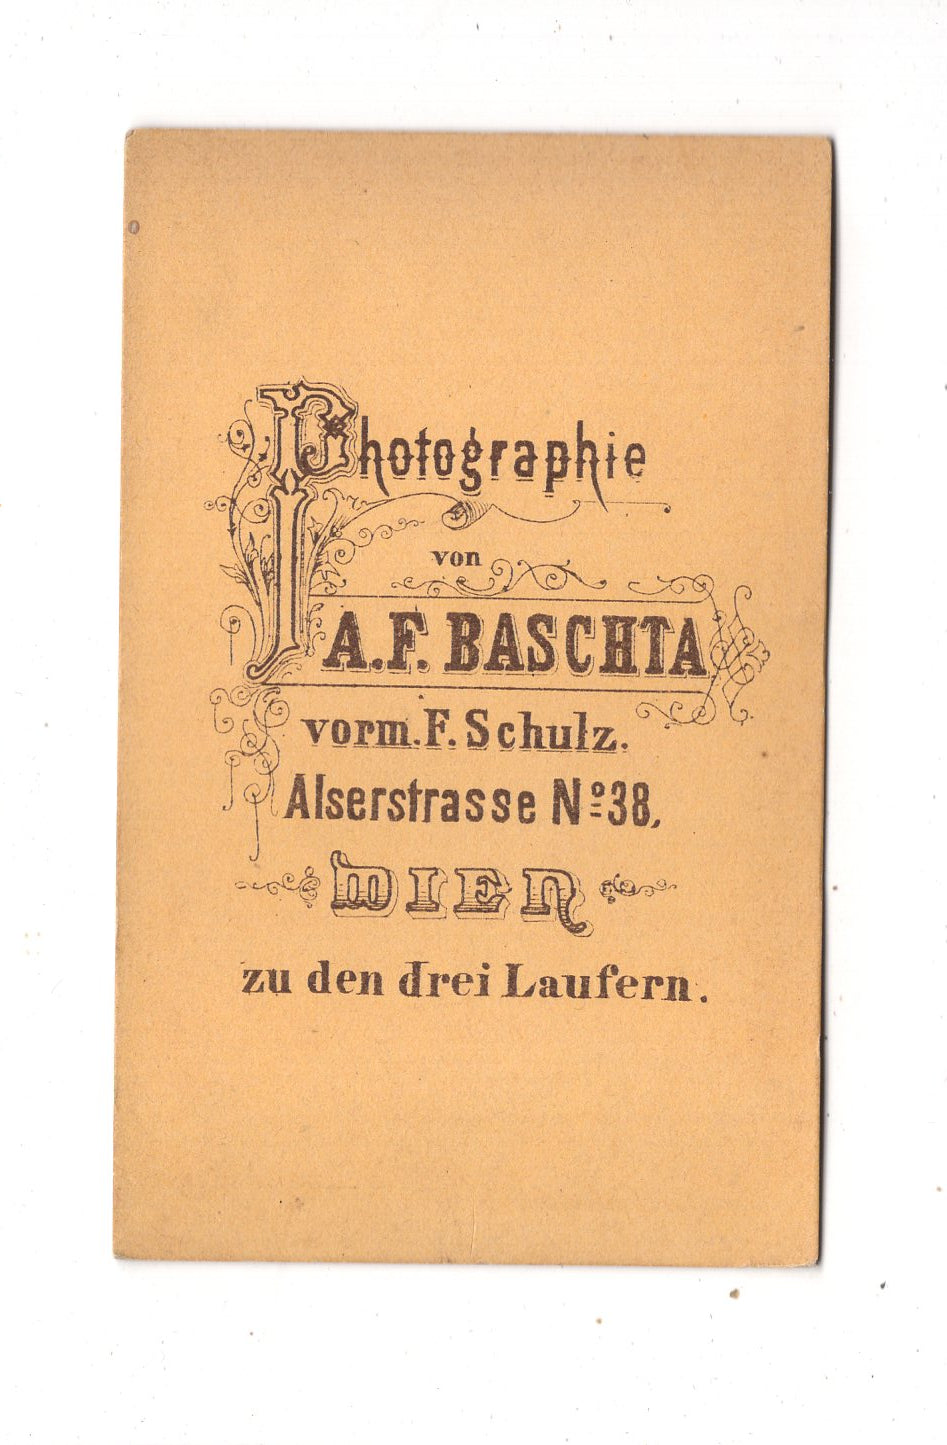 Photographie
von
A.F. BASCHTA
vorm. F. Schulz.
Alserstrasse Nº 38,
WIEN
zu den drei Laufern.